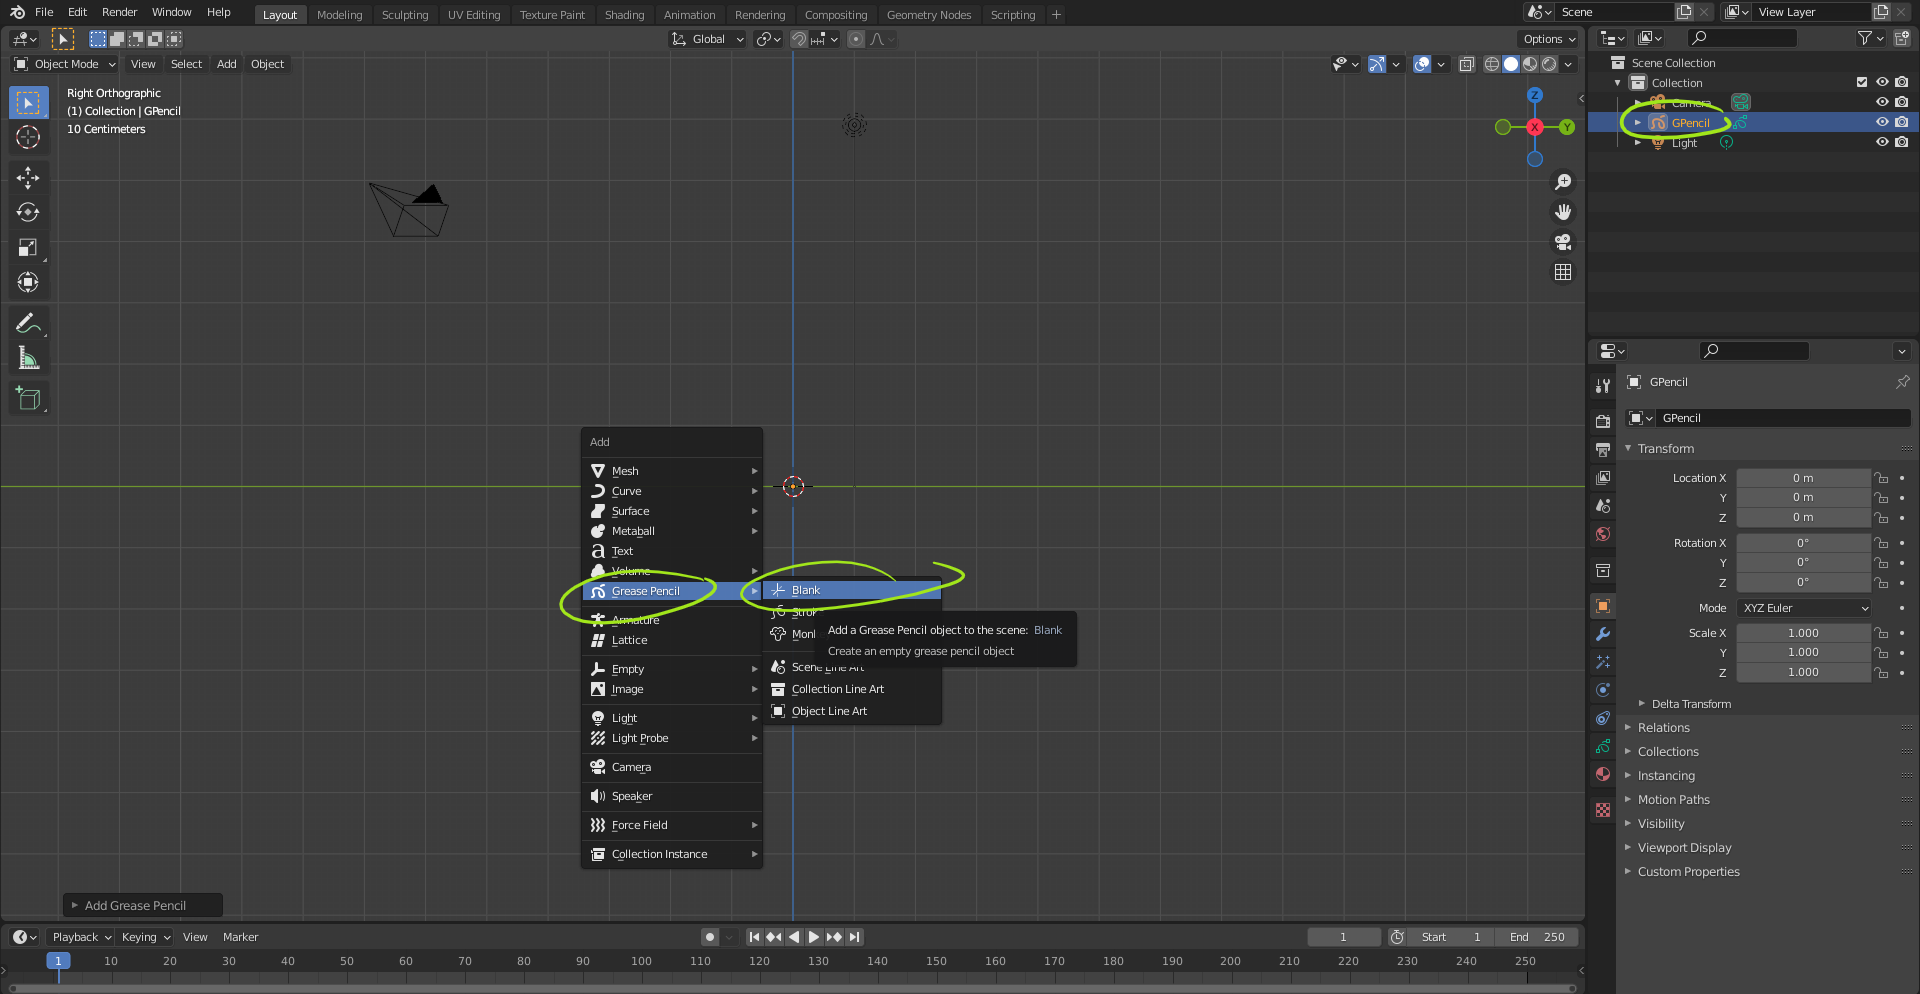 File Edit Render Window Help Layout Modeling Sculpting UV Editing Texture Paint Shading Animation Rendering Compositing Geometry Nodes Scripting + Scene View Layer
Global Options
Object Mode View Select Add Object
Right Orthographic
(1) Collection | GPencil
10 Centimeters
Z
X
Y
Scene Collection
Collection
Camera
GPencil
Light
Add
Mesh
Curve
Surface
Metaball
Text
Volume
Grease Pencil
Armature
Lattice
Empty
Image
Light
Light Probe
Camera
Speaker
Force Field
Collection Instance
Blank
Strok
Monk
Scene Line Art
Collection Line Art
Object Line Art
Add a Grease Pencil object to the scene: Blank
Create an empty grease pencil object
GPencil
GPencil
Transform
Location X 0 m
Y 0 m
Z 0 m
Rotation X 0°
Y 0°
Z 0°
Mode XYZ Euler
Scale X 1.000
Y 1.000
Z 1.000
Delta Transform
Relations
Collections
Instancing
Motion Paths
Visibility
Viewport Display
Custom Properties
Add Grease Pencil
Playback Keying View Marker 1 Start 1 End 250
1 10 20 30 40 50 60 70 80 90 100 110 120 130 140 150 160 170 180 190 200 210 220 230 240 250